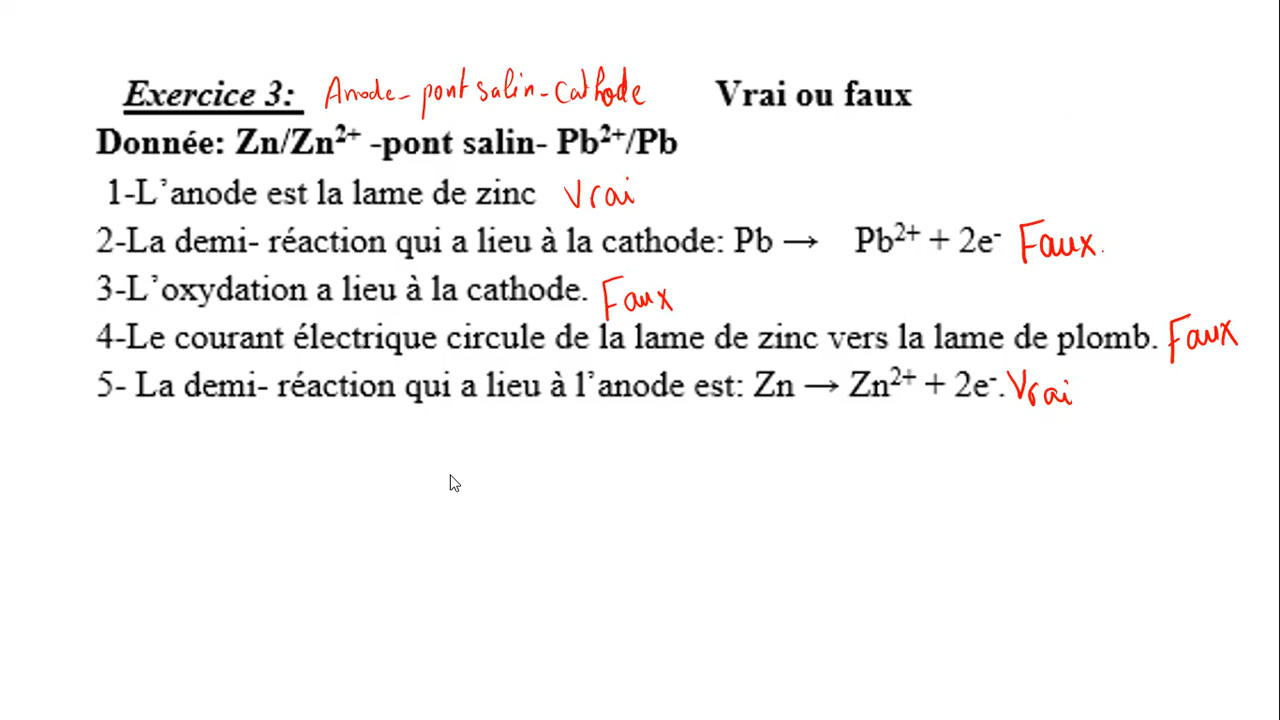 Exercice 3: Anode- pont salin- cathode Vrai ou faux
Donnée: Zn/Zn²⁺ -pont salin- Pb²⁺/Pb
1-L'anode est la lame de zinc Vrai
2-La demi- réaction qui a lieu à la cathode: Pb → Pb²⁺ + 2e⁻ Faux.
3-L'oxydation a lieu à la cathode. Faux
4-Le courant électrique circule de la lame de zinc vers la lame de plomb. Faux
5- La demi- réaction qui a lieu à l'anode est: Zn → Zn²⁺ + 2e⁻. Vrai